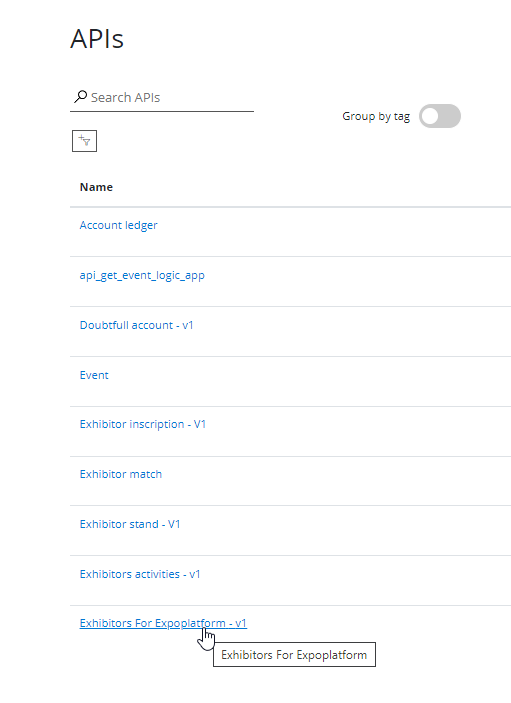 APIs
Search APIs
Group by tag
Name
Account ledger
api_get_event_logic_app
Doubtfull account - v1
Event
Exhibitor inscription - V1
Exhibitor match
Exhibitor stand - V1
Exhibitors activities - v1
Exhibitors For Expoplatform - v1
Exhibitors For Expoplatform